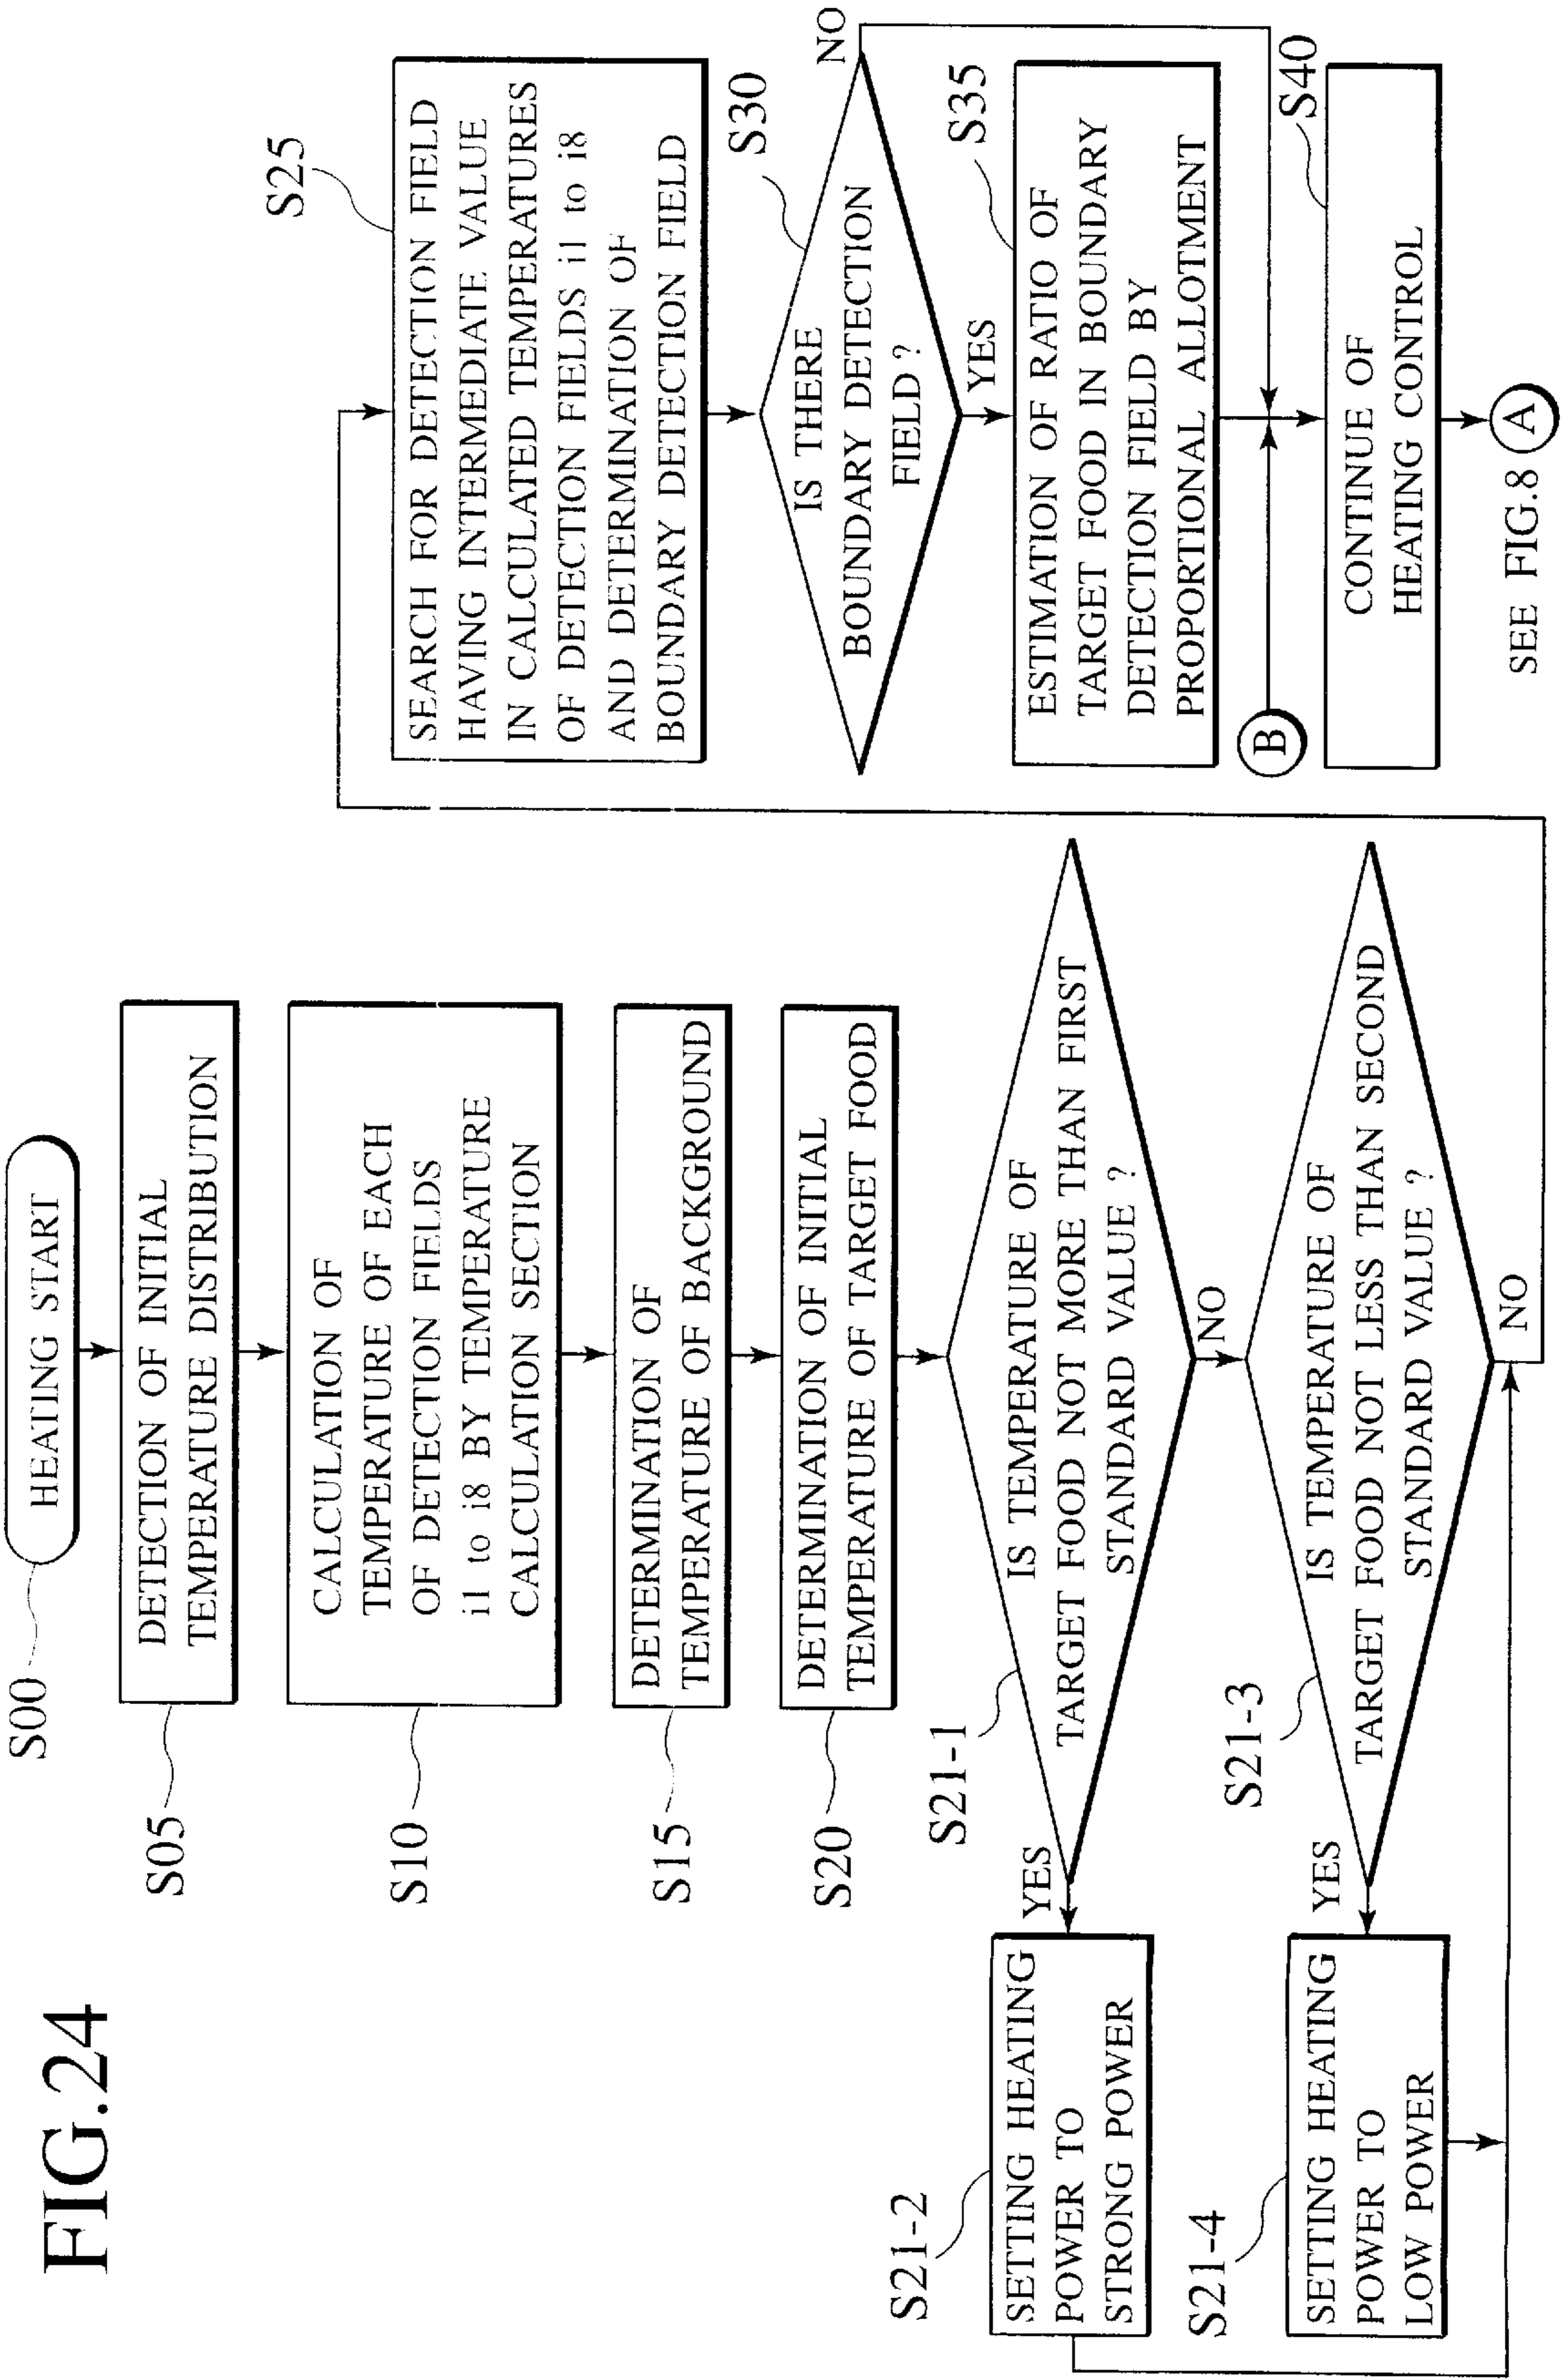 FIG.24
S00
HEATING START
S05
DETECTION OF INITIAL
TEMPERATURE DISTRIBUTION
S10
CALCULATION OF
TEMPERATURE OF EACH
OF DETECTION FIELDS
i1 to i8 BY TEMPERATURE
CALCULATION SECTION
S15
DETERMINATION OF
TEMPERATURE OF BACKGROUND
S20
DETERMINATION OF INITIAL
TEMPERATURE OF TARGET FOOD
S21-1
IS TEMPERATURE OF
TARGET FOOD NOT MORE THAN FIRST
STANDARD VALUE ?
YES
NO
S21-2
SETTING HEATING
POWER TO
STRONG POWER
S21-3
IS TEMPERATURE OF
TARGET FOOD NOT LESS THAN SECOND
STANDARD VALUE ?
YES
NO
S21-4
SETTING HEATING
POWER TO
LOW POWER
S25
SEARCH FOR DETECTION FIELD
HAVING INTERMEDIATE VALUE
IN CALCULATED TEMPERATURES
OF DETECTION FIELDS i1 to i8
AND DETERMINATION OF
BOUNDARY DETECTION FIELD
S30
IS THERE
BOUNDARY DETECTION
FIELD ?
NO
YES
S35
ESTIMATION OF RATIO OF
TARGET FOOD IN BOUNDARY
DETECTION FIELD BY
PROPORTIONAL ALLOTMENT
B
S40
CONTINUE OF
HEATING CONTROL
SEE FIG.8 A